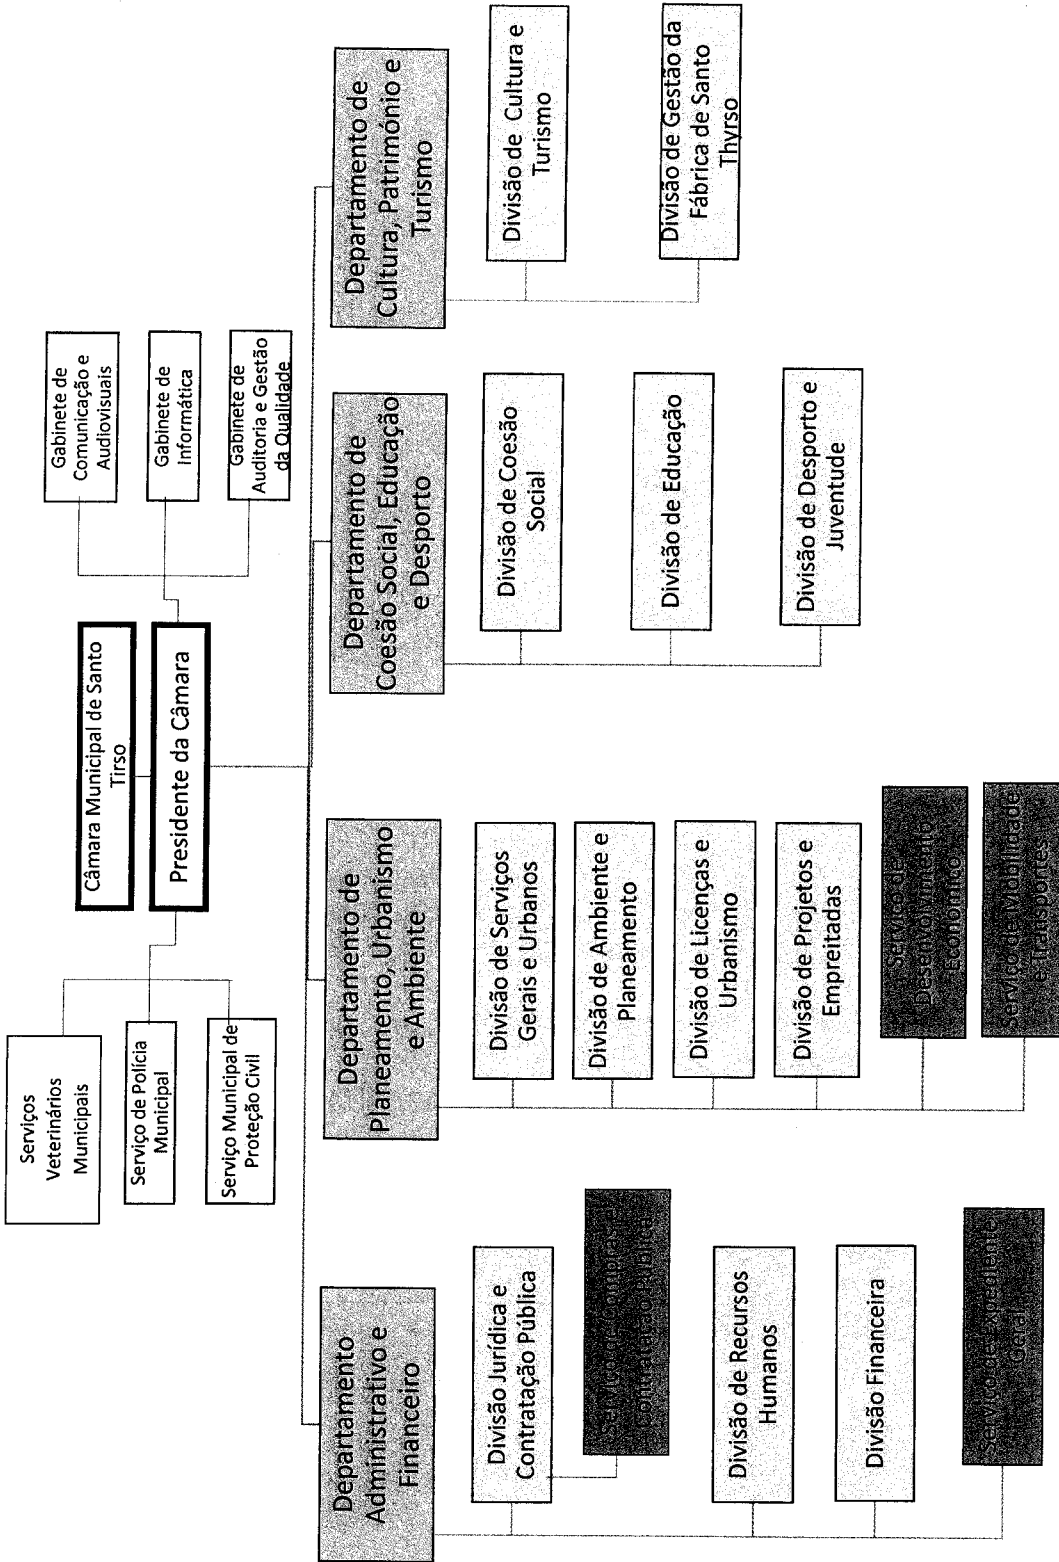 Câmara Municipal de Santo
Tirso
Presidente da Câmara
Serviços
Veterinários
Municipais
Serviço de Polícia
Municipal
Serviço Municipal de
Proteção Civil
Gabinete de
Comunicação e
Audiovisuais
Gabinete de
Informática
Gabinete de
Auditoria e Gestão
da Qualidade
Departamento
Administrativo e
Financeiro
Divisão Jurídica e
Contratação Pública
Serviço de Compras e
Contratação Pública
Divisão de Recursos
Humanos
Divisão Financeira
Serviço de Expediente
Geral
Departamento de
Planeamento, Urbanismo
e Ambiente
Divisão de Serviços
Gerais e Urbanos
Divisão de Ambiente e
Planeamento
Divisão de Licenças e
Urbanismo
Divisão de Projetos e
Empreitadas
Serviço de
Desenvolvimento
Económico
Serviço de Mobilidade
e Transportes
Departamento de
Coesão Social, Educação
e Desporto
Divisão de Coesão
Social
Divisão de Educação
Divisão de Desporto e
Juventude
Departamento de
Cultura, Património e
Turismo
Divisão de Cultura e
Turismo
Divisão de Gestão da
Fábrica de Santo
Thyrso